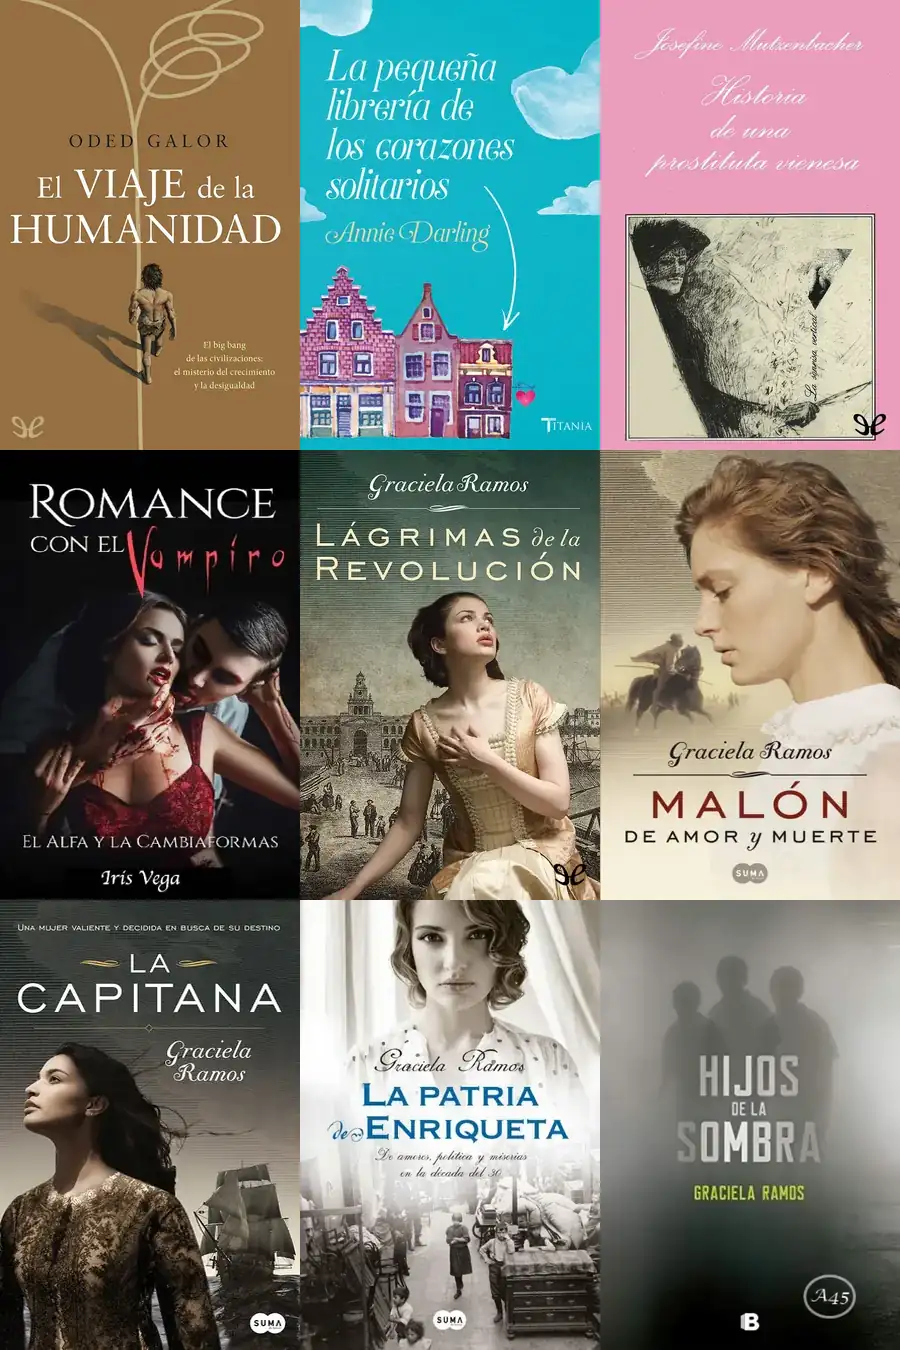 ODED GALOR
El VIAJE de la
HUMANIDAD
El big bang
de las civilizaciones:
el misterio del crecimiento
y la desigualdad
La pequeña
librería de
los corazones
solitarios
Annie Darling
TITANIA
Josefine Mutzenbacher
Historia
de una
prostituta vienesa
La sonrisa vertical
ROMANCE
CON EL Vampiro
EL ALFA Y LA CAMBIAFORMAS
Iris Vega
Graciela Ramos
LÁGRIMAS de la
REVOLUCIÓN
Graciela Ramos
MALÓN
DE AMOR y MUERTE
SUMA
UNA MUJER VALIENTE Y DECIDIDA EN BUSCA DE SU DESTINO
LA
CAPITANA
Graciela
Ramos
SUMA
Graciela Ramos
LA PATRIA
de ENRIQUETA
De amores, política y miserias
en la década del 30
SUMA
HIJOS
DE LA
SOMBRA
GRACIELA RAMOS
A45
B